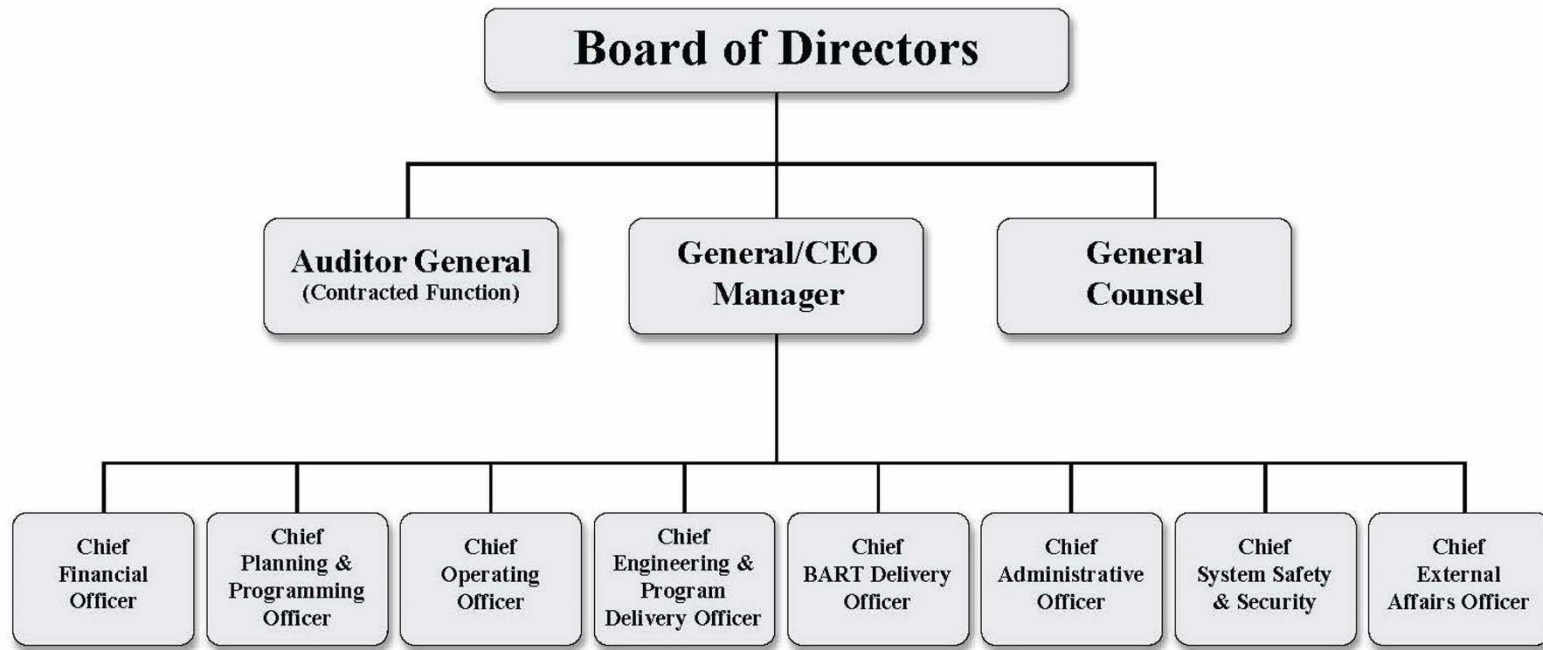 Board of Directors
Auditor General
(Contracted Function)
General/CEO
Manager
General
Counsel
Chief
Financial
Officer
Chief
Planning &
Programming
Officer
Chief
Operating
Officer
Chief
Engineering &
Program
Delivery Officer
Chief
BART Delivery
Officer
Chief
Administrative
Officer
Chief
System Safety
& Security
Chief
External
Affairs Officer